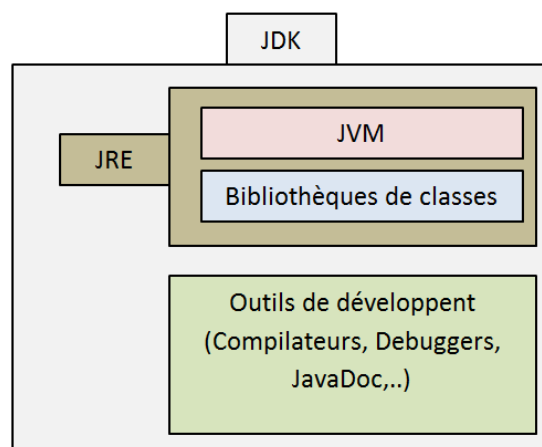 JDK
JVM
JRE
Bibliothèques de classes
Outils de développent
(Compilateurs, Debuggers,
JavaDoc,..)